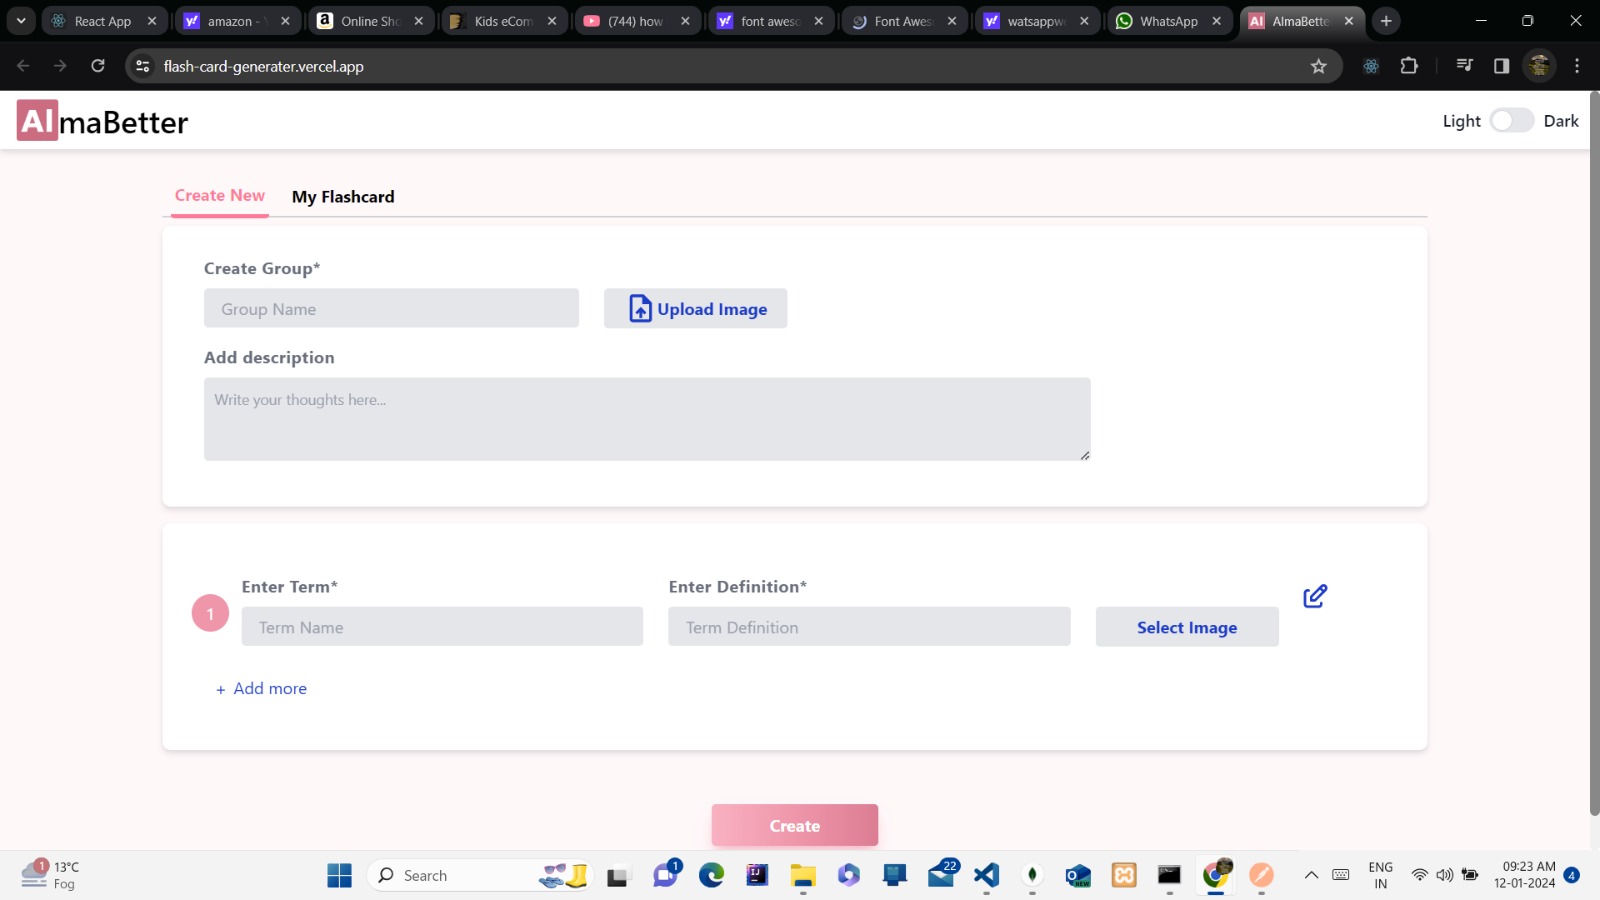 React App
amazon - Y
a Online Sho
Kids eCom
(744) how
font aweso
Font Awes
watsappw
WhatsApp
AI AlmaBette
flash-card-generater.vercel.app
AlmaBetter
Light Dark
Create New My Flashcard
Create Group*
Group Name
Upload Image
Add description
Write your thoughts here...
Enter Term* Enter Definition*
1 Term Name Term Definition Select Image
+ Add more
Create
1 13°C
Fog
Search
1
22
NEW
ENG
IN
09:23 AM
12-01-2024
4